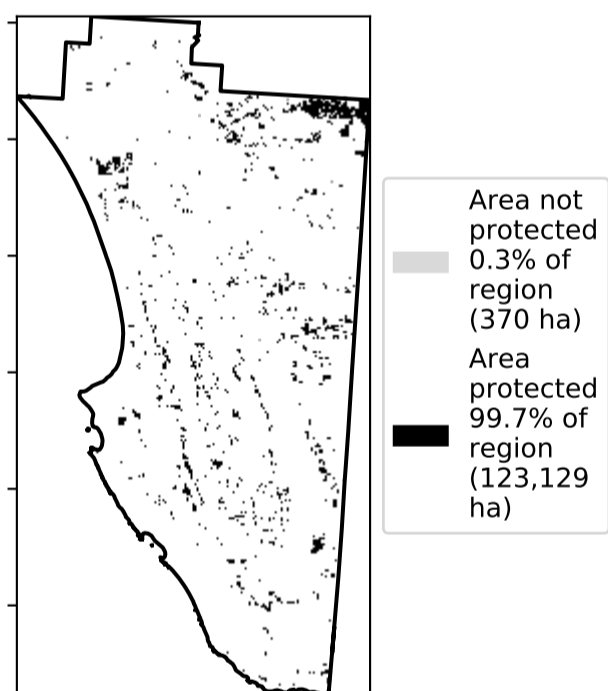 Area not
protected
0.3% of
region
(370 ha)
Area
protected
99.7% of
region
(123,129
ha)